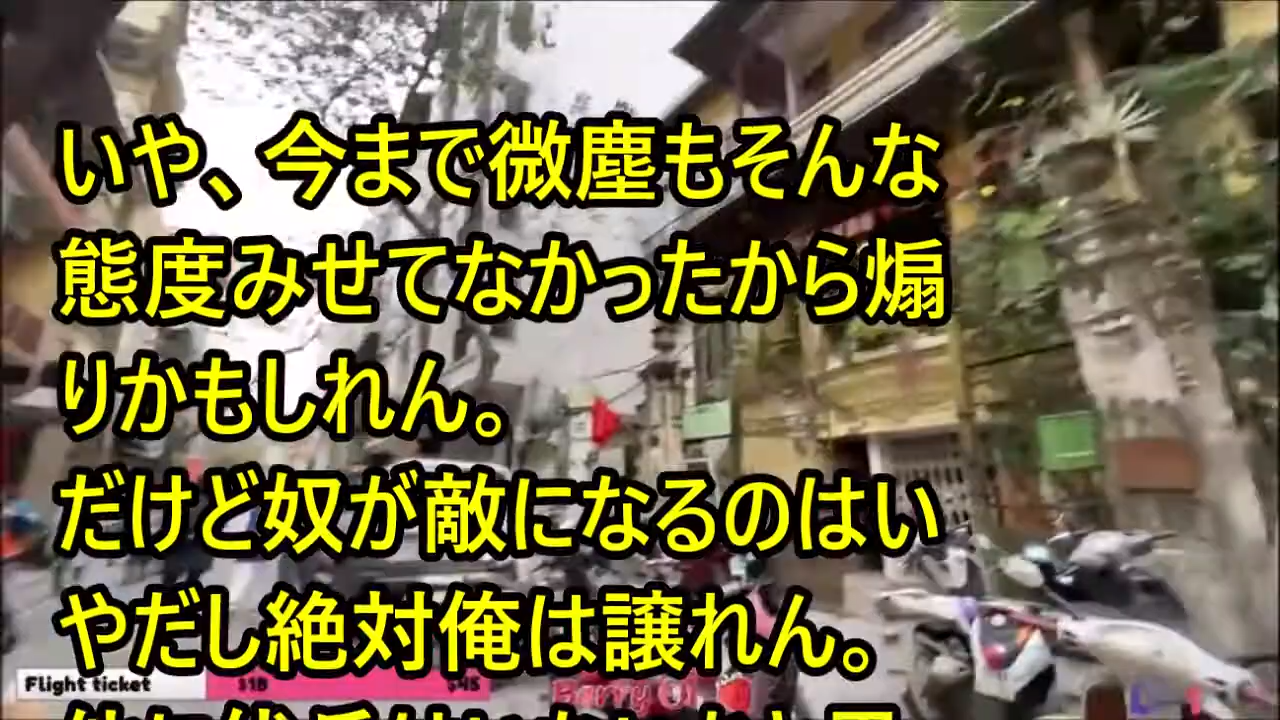 いや、今まで微塵もそんな
態度みせてなかったから煽
りかもしれん。
だけど奴が敵になるのはい
やだし絶対俺は譲れん。
Flight ticket $1B $45